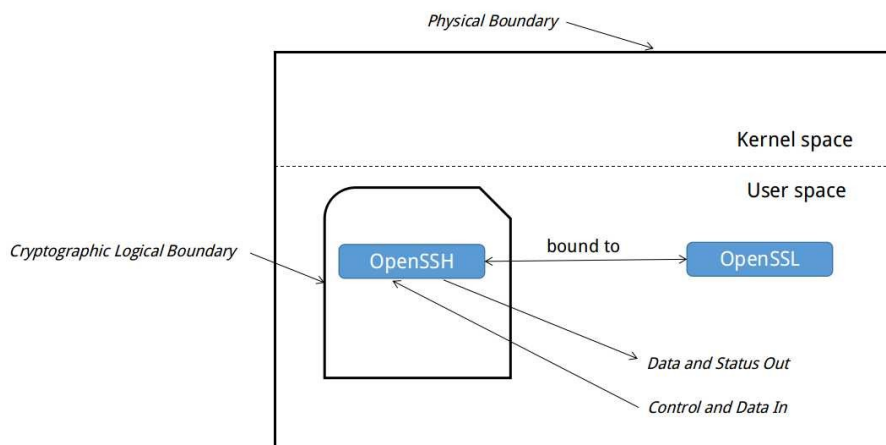 Physical Boundary
Kernel space
User space
Cryptographic Logical Boundary
OpenSSH
bound to
OpenSSL
Data and Status Out
Control and Data In